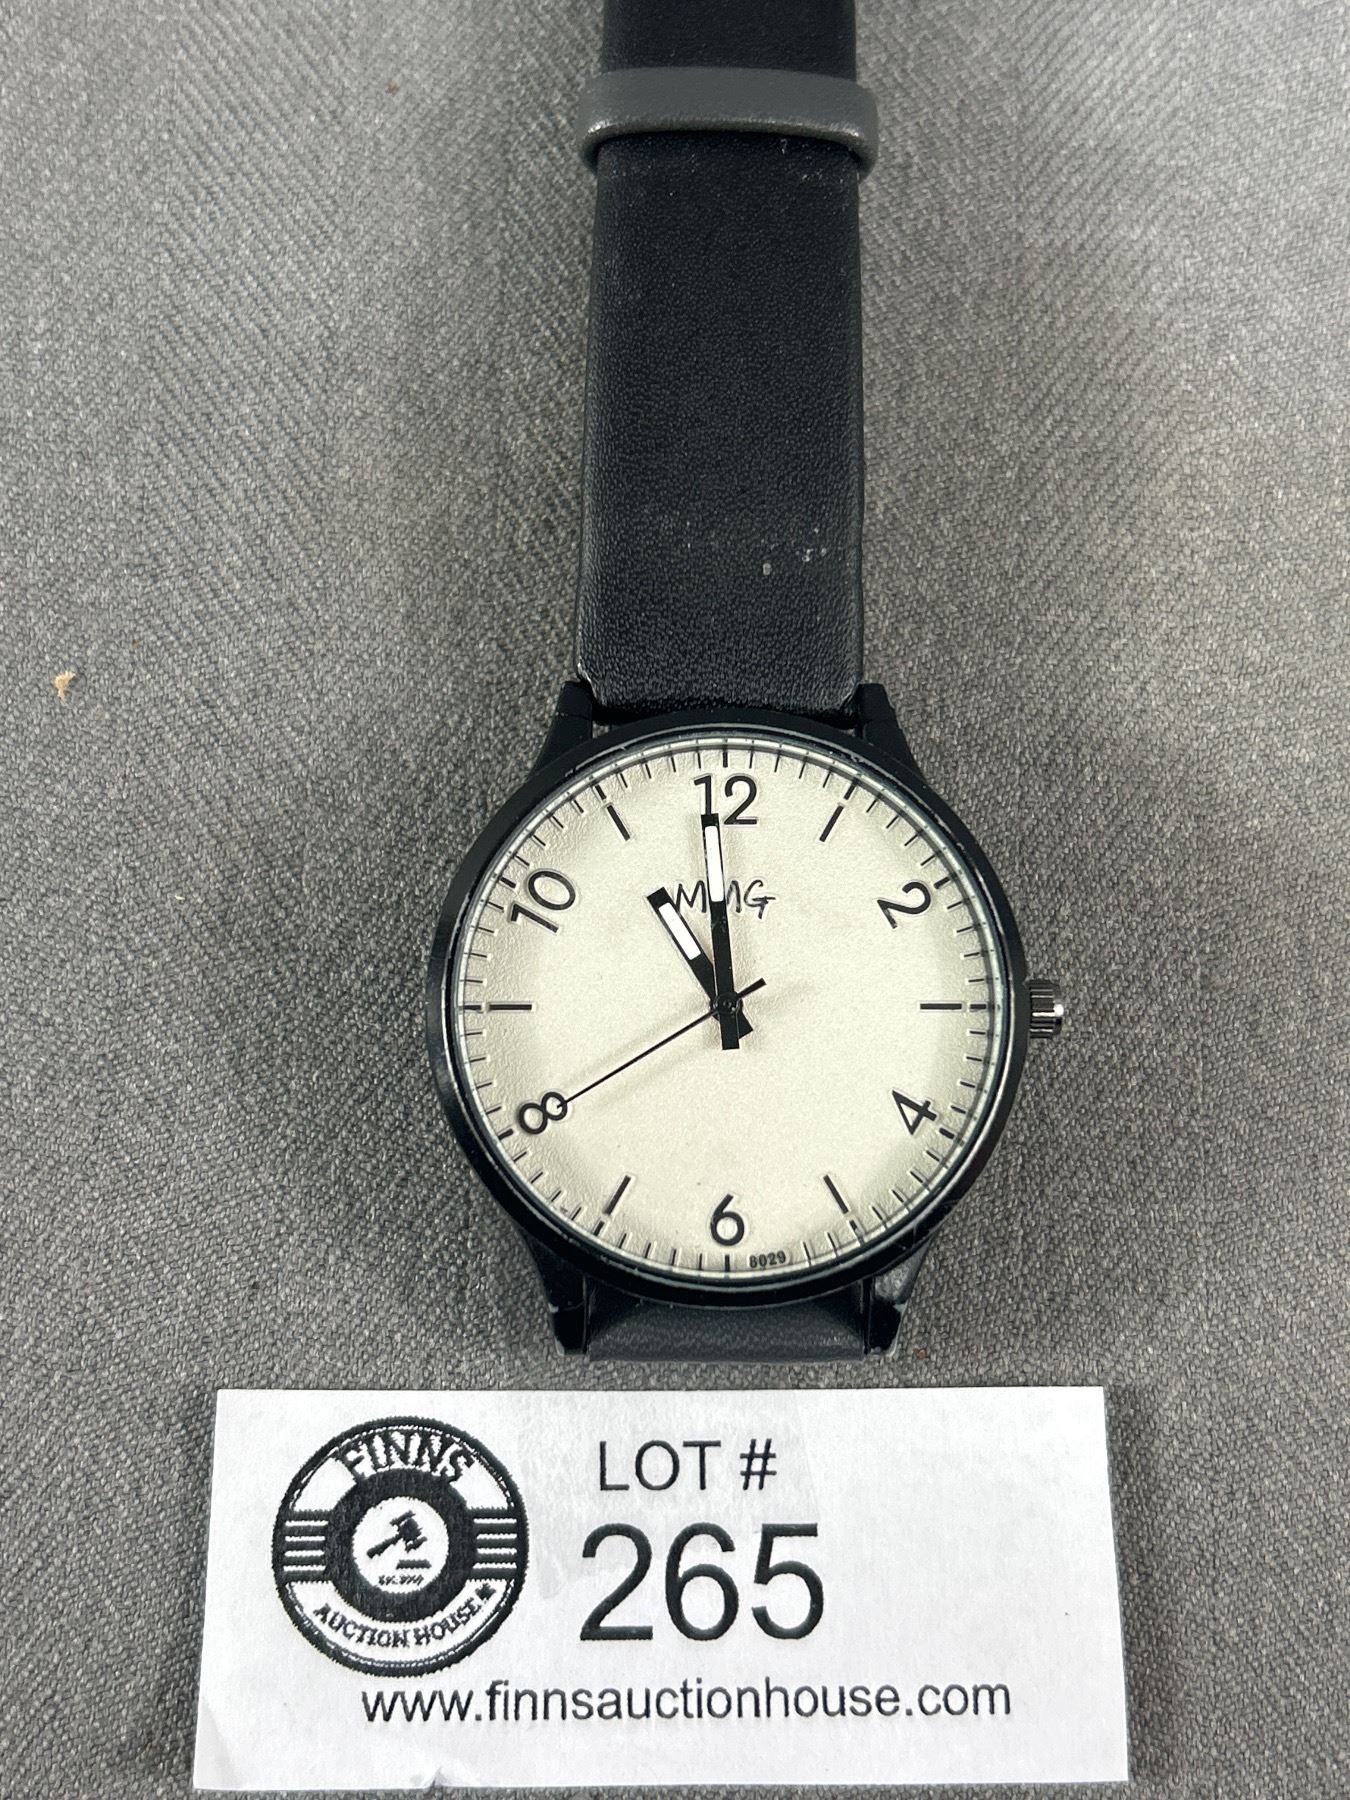 12
2
4
6
8
10
MMG
8029
FINNS
AUCTION HOUSE
LOT #
265
www.finnsauctionhouse.com